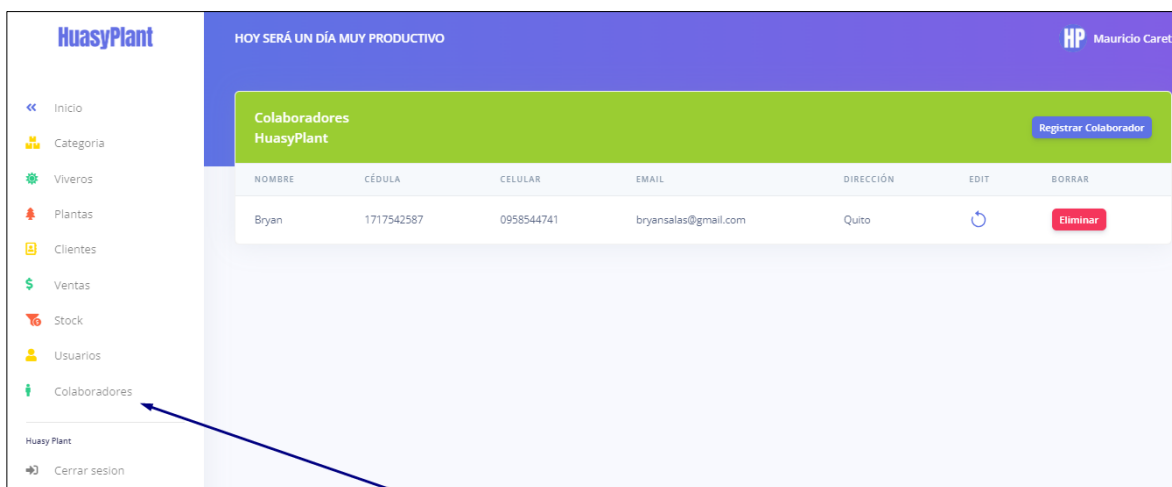 HuasyPlant
HOY SERÁ UN DÍA MUY PRODUCTIVO
HP Mauricio Caret
Inicio
Categoria
Viveros
Plantas
Clientes
Ventas
Stock
Usuarios
Colaboradores
Huasy Plant
Cerrar sesion
Colaboradores
HuasyPlant
Registrar Colaborador
NOMBRE CÉDULA CELULAR EMAIL DIRECCIÓN EDIT BORRAR
Bryan 1717542587 0958544741 bryansalas@gmail.com Quito Eliminar